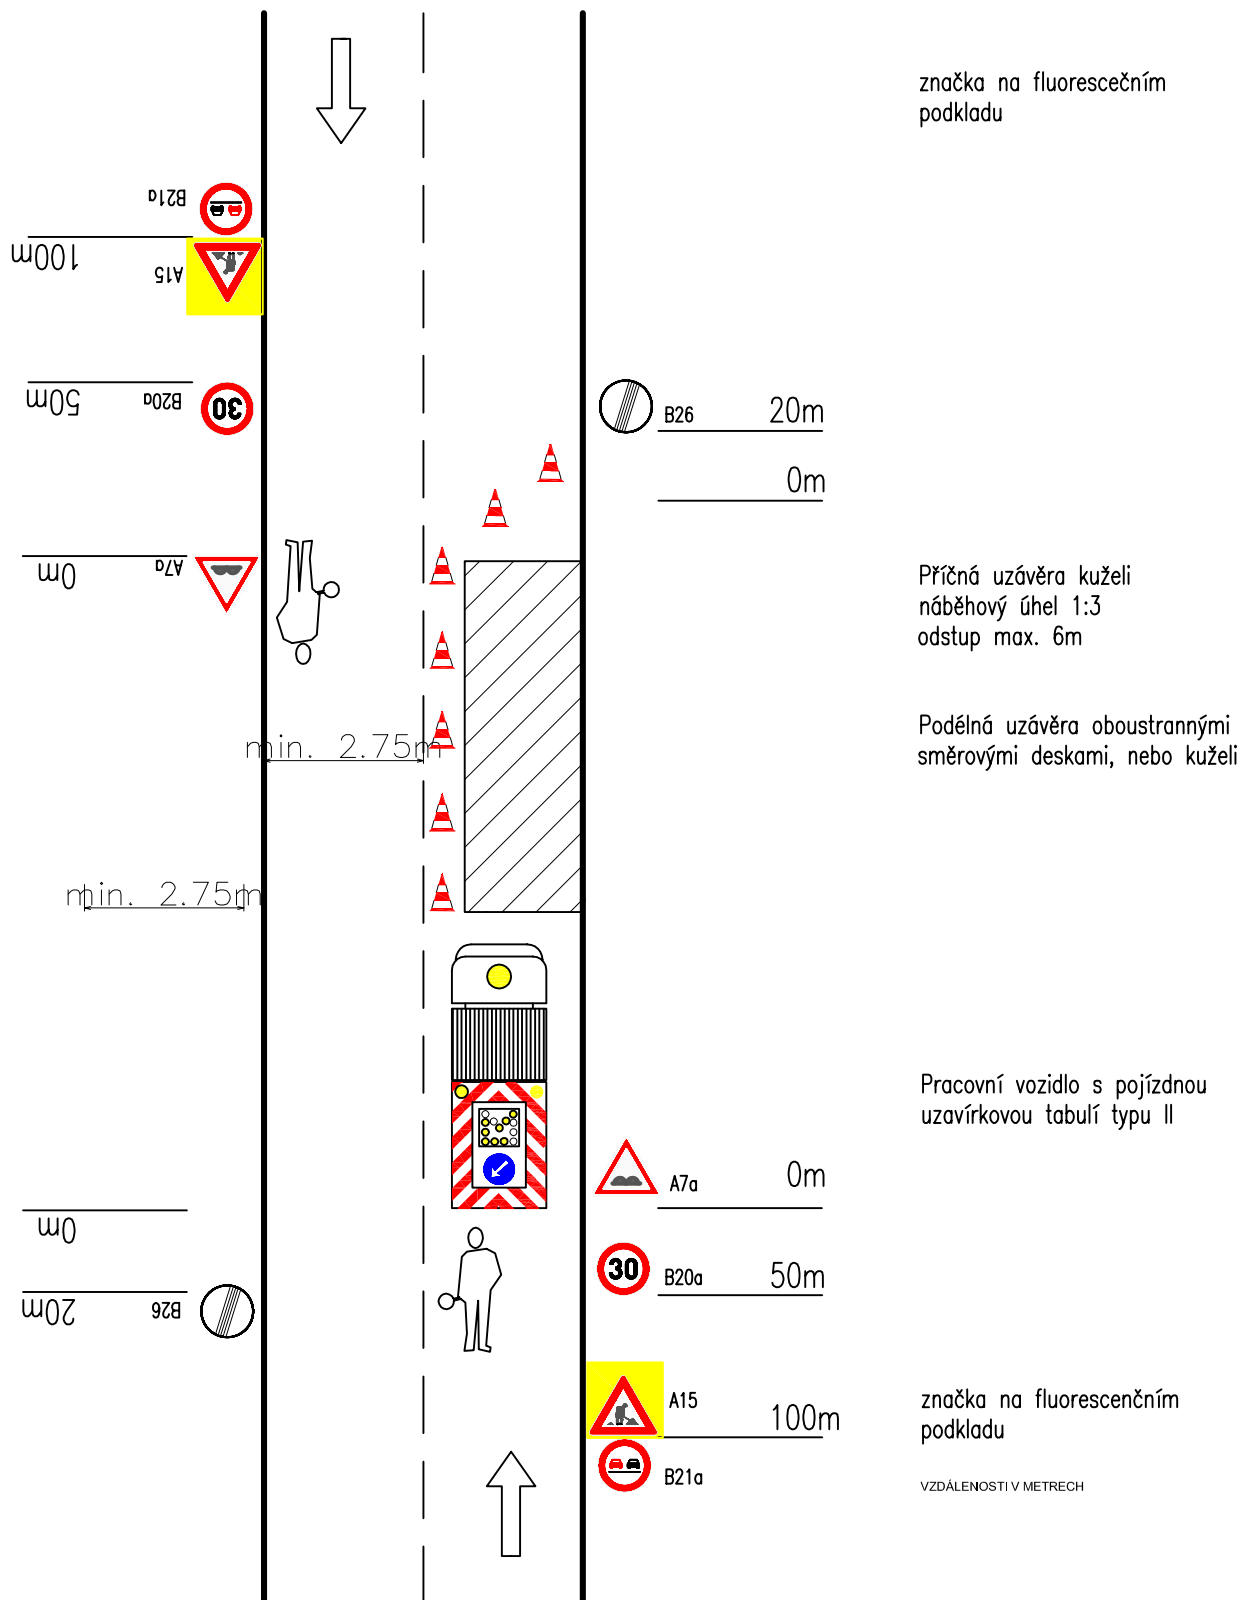 značka na fluorescečním
podkladu
B21a
100m
A15
50m
B20a
30
B26 20m
0m
0m
A7a
Příčná uzávěra kuželi
náběhový úhel 1:3
odstup max. 6m
Podélná uzávěra oboustrannými
směrovými deskami, nebo kuželi
min. 2.75m
min. 2.75m
Pracovní vozidlo s pojízdnou
uzavírkovou tabulí typu II
A7a 0m
0m
30
B20a 50m
20m
B26
A15
100m
značka na fluorescenčním
podkladu
B21a
VZDÁLENOSTI V METRECH